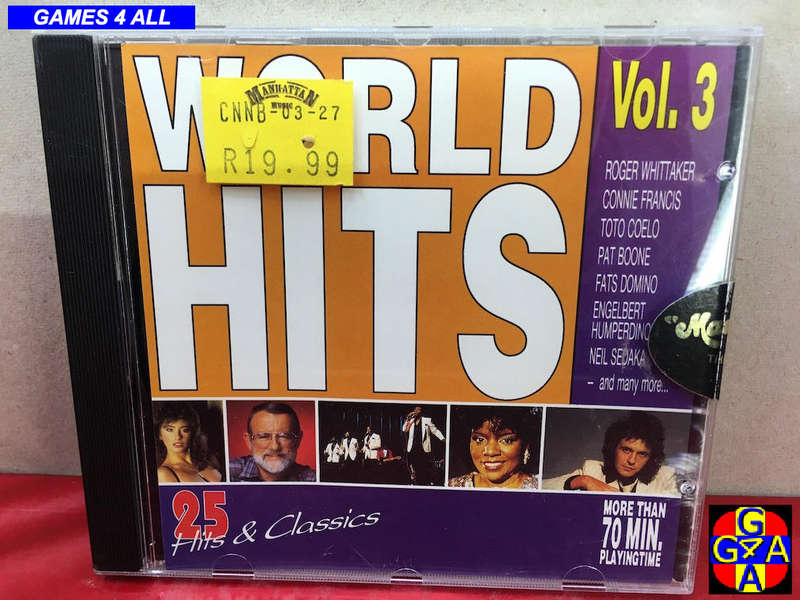 GAMES 4 ALL
WORLD
HITS
MANHATTAN
MUSIC
CNNB-03-27
R19.99
Vol. 3
ROGER WHITTAKER
CONNIE FRANCIS
TOTO COELO
PAT BOONE
FATS DOMINO
ENGELBERT
HUMPERDINC
NEIL SEDAKA
– and many more...
25
Hits & Classics
MORE THAN
70 MIN.
PLAYINGTIME
G
G4A
A